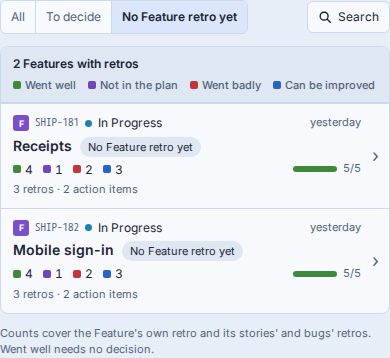 All To decide No Feature retro yet Search
2 Features with retros
Went well Not in the plan Went badly Can be improved
F SHIP-181 In Progress yesterday
Receipts No Feature retro yet
4 1 2 3 5/5
3 retros · 2 action items
F SHIP-182 In Progress yesterday
Mobile sign-in No Feature retro yet
4 1 2 3 5/5
3 retros · 2 action items
Counts cover the Feature's own retro and its stories' and bugs' retros.
Went well needs no decision.